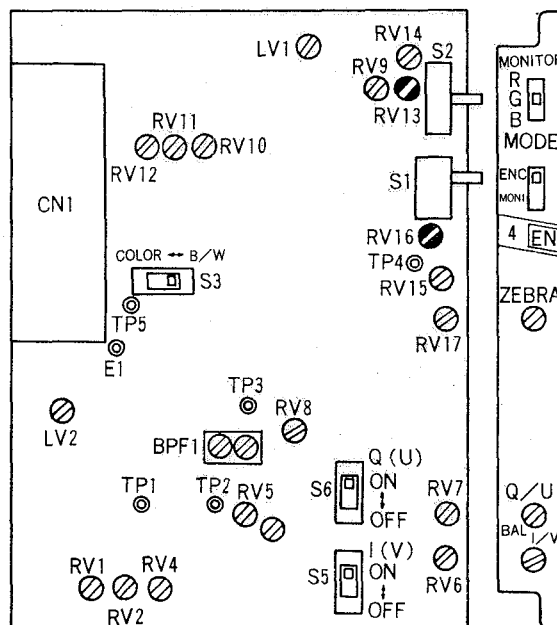 RV14
LV1
RV9
S2
MONITOR
R
G
B
RV13
RV11
RV10
RV12
MODE
S1
ENC
MONI
CN1
RV16
4 EN
COLOR ↔ B/W
TP4
S3
RV15
ZEBRA
TP5
RV17
E1
TP3
RV8
LV2
BPF1
Q (U)
S6
ON
↕
OFF
TP1
TP2
RV5
RV7
Q/U
BAL
I/V
I (V)
S5
ON
↕
OFF
RV6
RV1
RV4
RV2